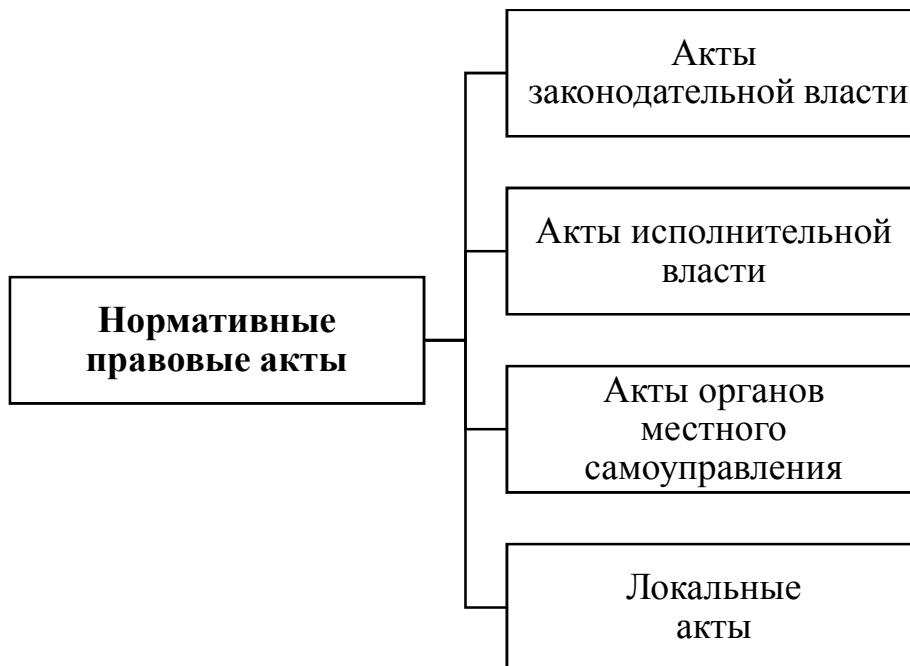 Нормативные
правовые акты
Акты
законодательной власти
Акты исполнительной
власти
Акты органов
местного
самоуправления
Локальные
акты